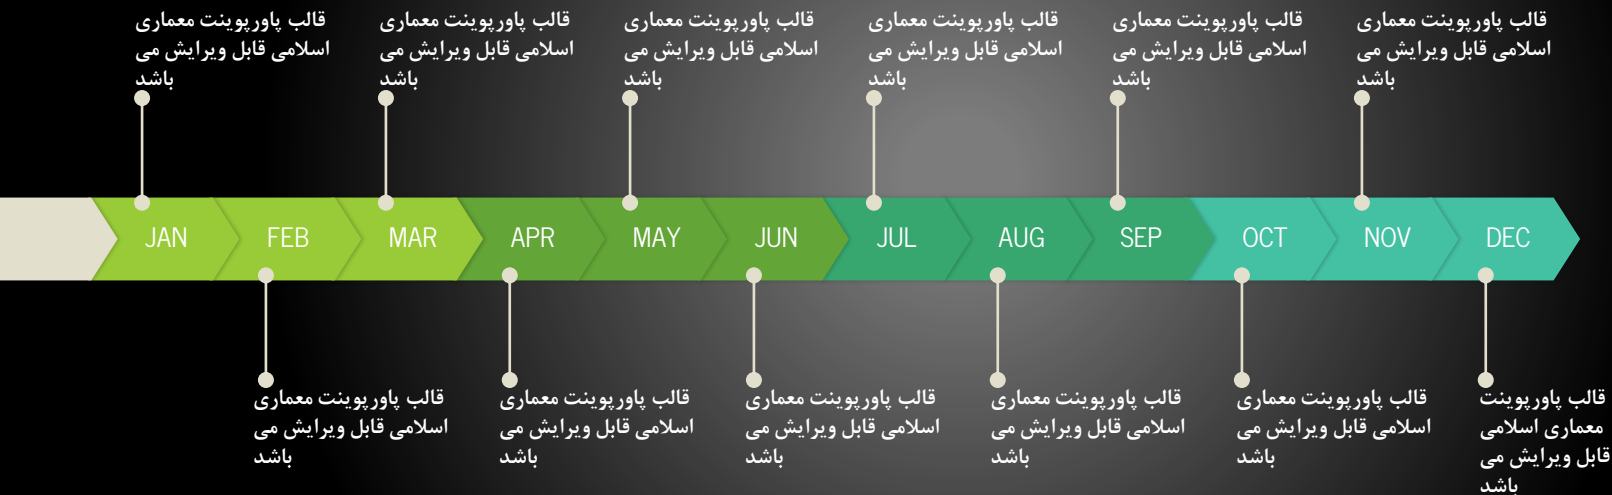 قالب پاورپوینت معماری
اسلامی قابل ویرایش می
باشد
قالب پاورپوینت معماری
اسلامی قابل ویرایش می
باشد
قالب پاورپوینت معماری
اسلامی قابل ویرایش می
باشد
قالب پاورپوینت معماری
اسلامی قابل ویرایش می
باشد
قالب پاورپوینت معماری
اسلامی قابل ویرایش می
باشد
قالب پاورپوینت معماری
اسلامی قابل ویرایش می
باشد
JAN FEB MAR APR MAY JUN JUL AUG SEP OCT NOV DEC
قالب پاورپوینت معماری
اسلامی قابل ویرایش می
باشد
قالب پاورپوینت معماری
اسلامی قابل ویرایش می
باشد
قالب پاورپوینت معماری
اسلامی قابل ویرایش می
باشد
قالب پاورپوینت معماری
اسلامی قابل ویرایش می
باشد
قالب پاورپوینت معماری
اسلامی قابل ویرایش می
باشد
قالب پاورپوینت
معماری اسلامی
قابل ویرایش می
باشد